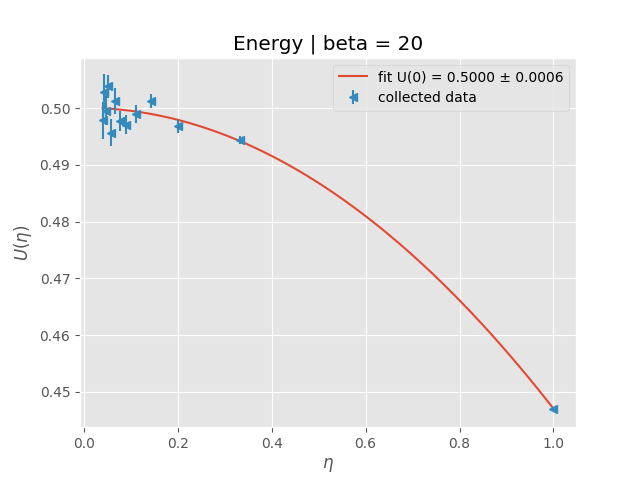 Energy | beta = 20
fit U(0) = 0.5000 ± 0.0006
collected data
0.50
0.49
0.48
0.47
0.46
0.45
U(η)
0.0 0.2 0.4 0.6 0.8 1.0
η